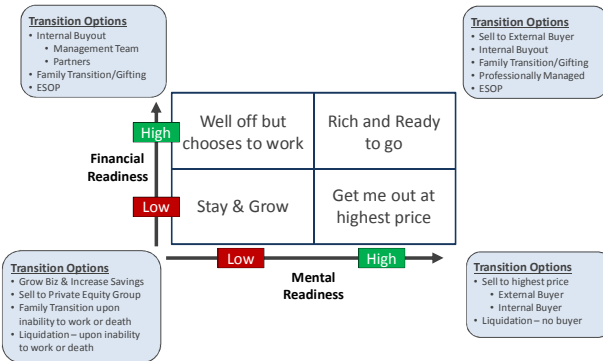 Transition Options
• Internal Buyout
• Management Team
• Partners
• Family Transition/Gifting
• ESOP
Transition Options
• Sell to External Buyer
• Internal Buyout
• Family Transition/Gifting
• Professionally Managed
• ESOP
High
Financial
Readiness
Low
Well off but
chooses to work
Rich and Ready
to go
Stay & Grow
Get me out at
highest price
Low
High
Mental
Readiness
Transition Options
• Grow Biz & Increase Savings
• Sell to Private Equity Group
• Family Transition upon
inability to work or death
• Liquidation – upon inability
to work or death
Transition Options
• Sell to highest price
• External Buyer
• Internal Buyer
• Liquidation – no buyer